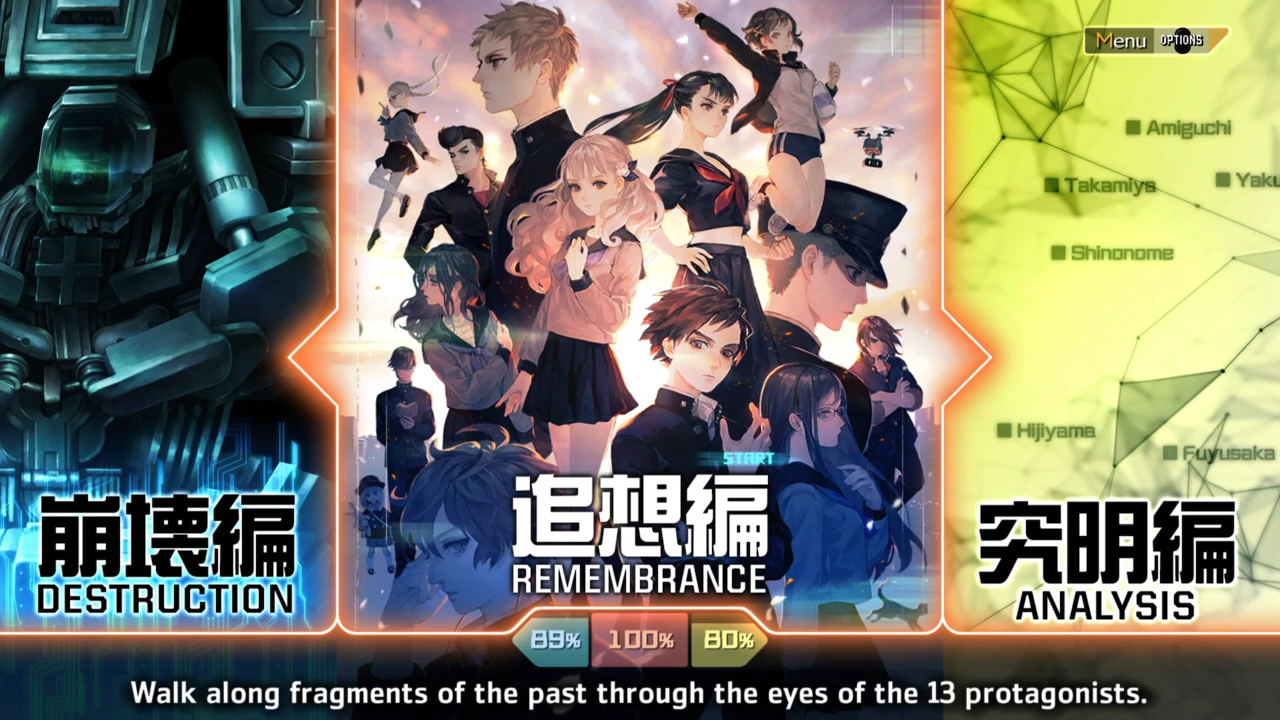 Menu OPTIONS
Amiguchi
Takamiya
Yaku
Shinonome
Hijiyama
Fuyusaka
START
崩壊編
DESTRUCTION
追想編
REMEMBRANCE
究明編
ANALYSIS
89% 100% 80%
Walk along fragments of the past through the eyes of the 13 protagonists.